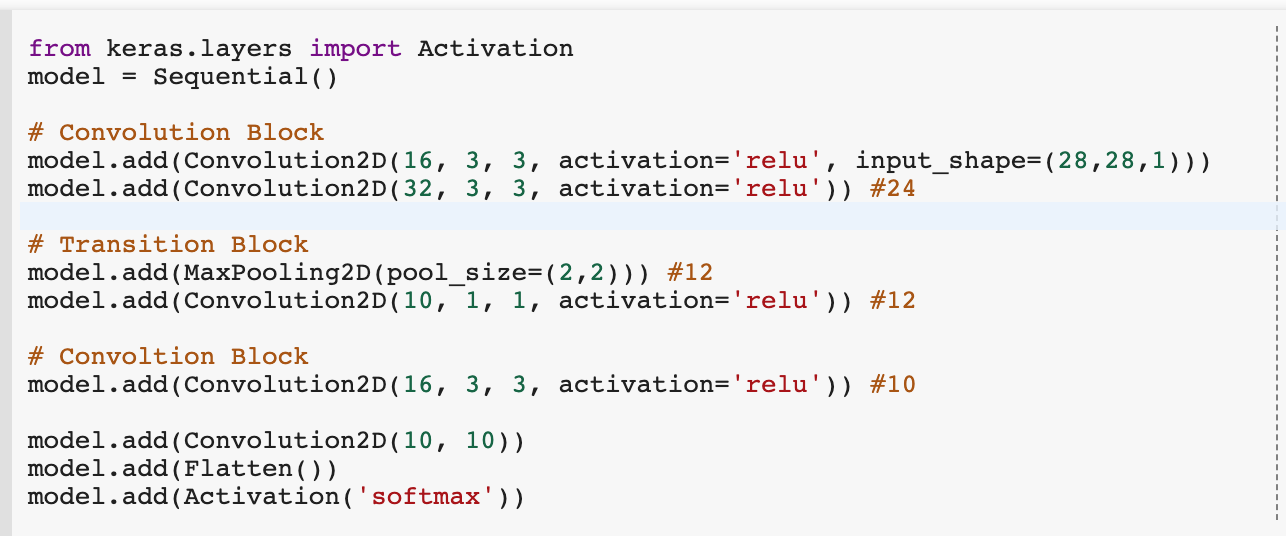 from keras.layers import Activation
model = Sequential()
# Convolution Block
model.add(Convolution2D(16, 3, 3, activation='relu', input_shape=(28,28,1)))
model.add(Convolution2D(32, 3, 3, activation='relu')) #24
# Transition Block
model.add(MaxPooling2D(pool_size=(2,2))) #12
model.add(Convolution2D(10, 1, 1, activation='relu')) #12
# Convoltion Block
model.add(Convolution2D(16, 3, 3, activation='relu')) #10
model.add(Convolution2D(10, 10))
model.add(Flatten())
model.add(Activation('softmax'))